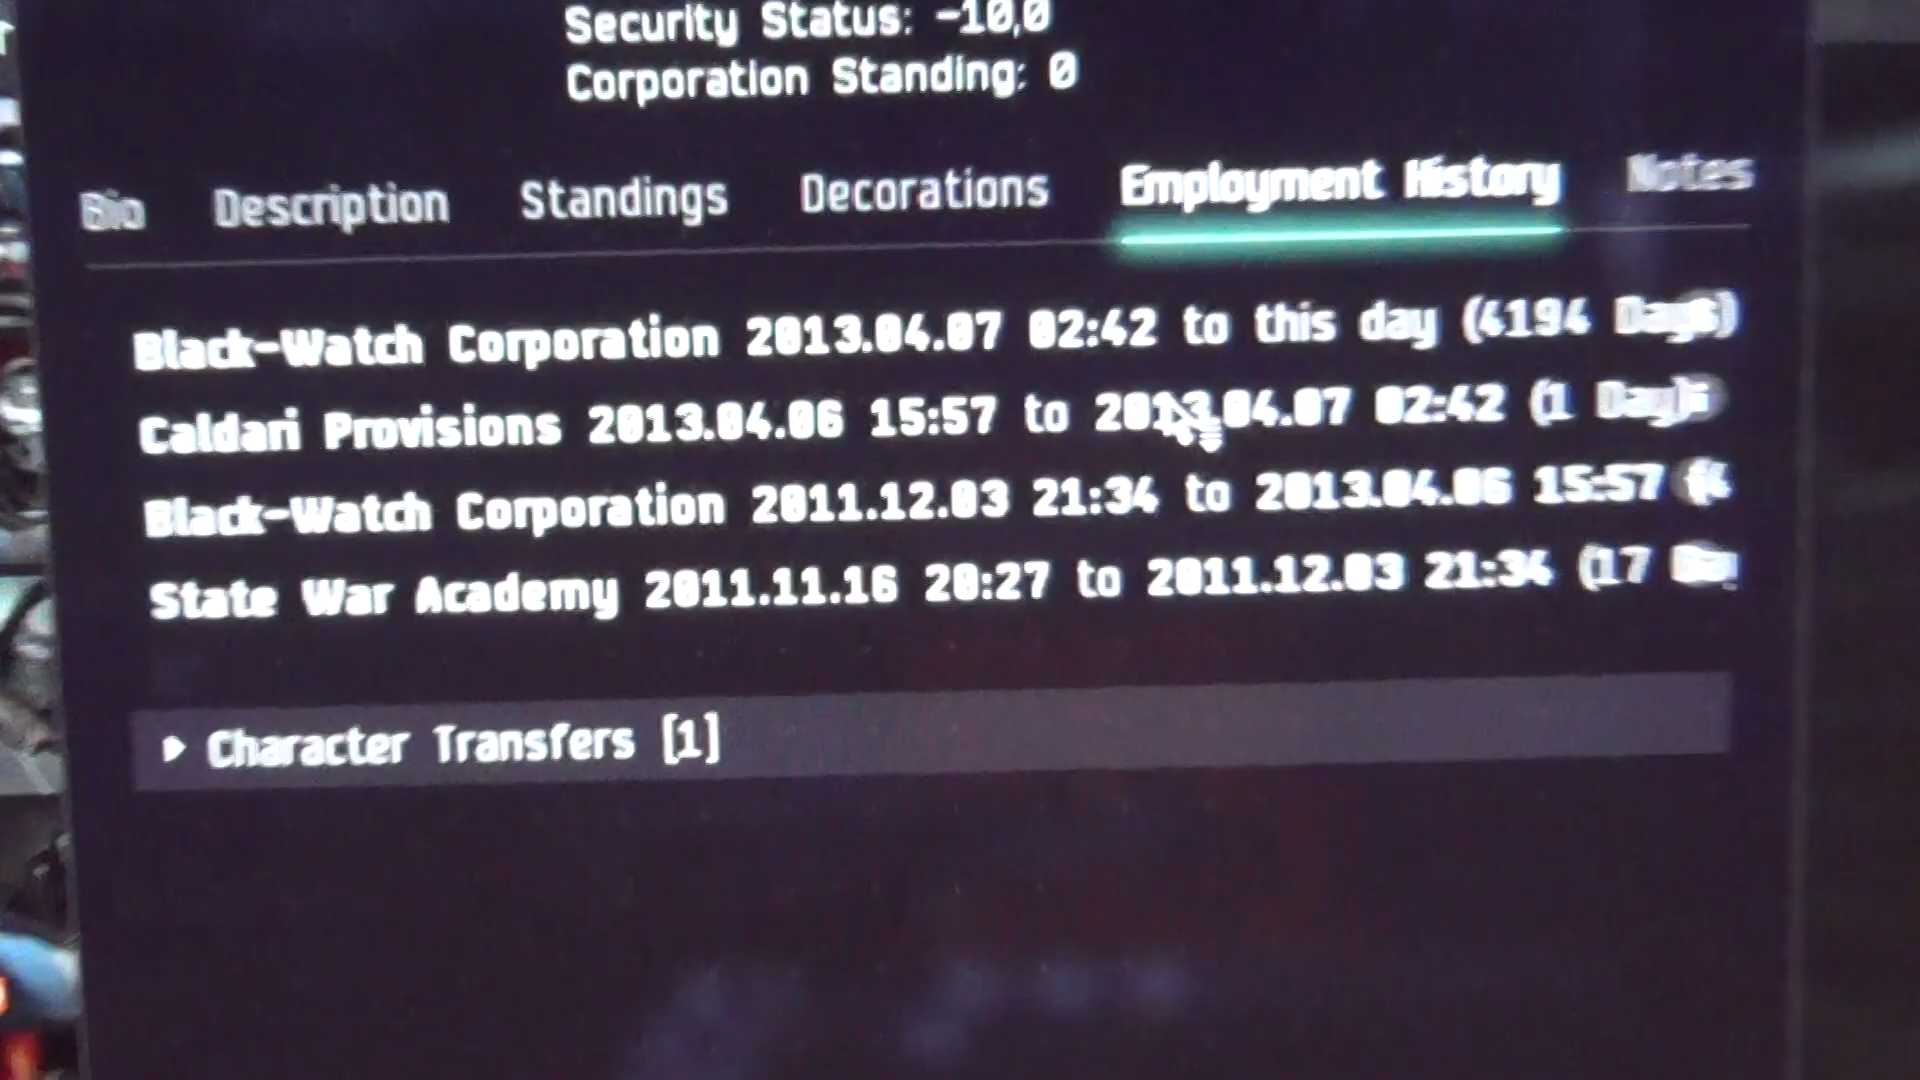 Security Status: -10,0
Corporation Standing: 0
Bio Description Standings Decorations Employment History Notes
Black-Watch Corporation 2013.04.07 02:42 to this day (4194 Days)
Caldari Provisions 2013.04.06 15:57 to 2013.04.07 02:42 (1 Day)
Black-Watch Corporation 2011.12.03 21:34 to 2013.04.06 15:57 (4
State War Academy 2011.11.16 20:27 to 2011.12.03 21:34 (17
Character Transfers [1]